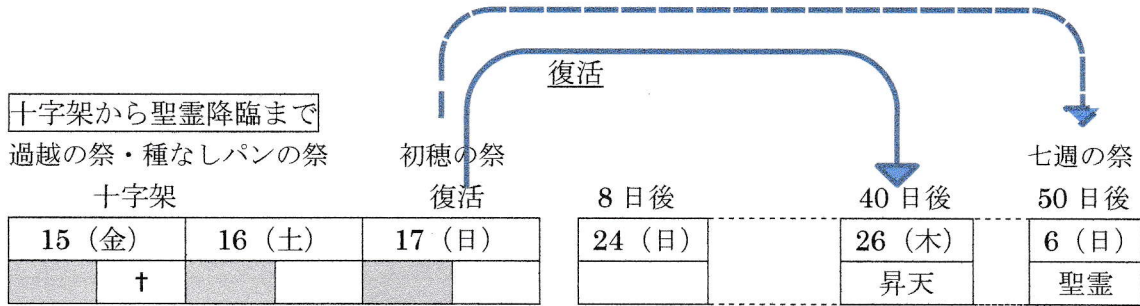 復活
十字架から聖霊降臨まで
過越の祭・種なしパンの祭 初穂の祭 七週の祭
十字架 復活 8日後 40日後 50日後
15（金） 16（土） 17（日） 24（日） 26（木） 6（日）
† 昇天 聖霊